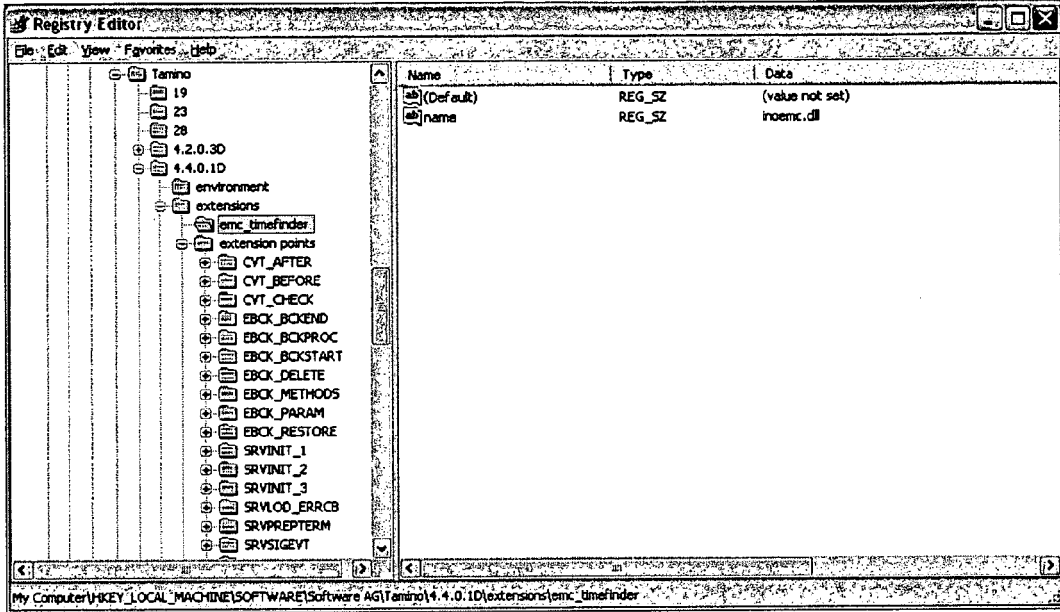 Registry Editor
File Edit View Favorites Help
Tamino
19
23
28
4.2.0.3D
4.4.0.1D
environment
extensions
emc_timefinder
extension points
CVT_AFTER
CVT_BEFORE
CVT_CHECK
EBCK_BCKEND
EBCK_BCKPROC
EBCK_BCKSTART
EBCK_DELETE
EBCK_METHODS
EBCK_PARAM
EBCK_RESTORE
SRVINIT_1
SRVINIT_2
SRVINIT_3
SRVLOD_ERRCB
SRVPREPTERM
SRVSIGEVT
Name Type Data
(Default) REG_SZ (value not set)
name REG_SZ inoemc.dll
My Computer\HKEY_LOCAL_MACHINE\SOFTWARE\Software AG\Tamino\4.4.0.1D\extensions\emc_timefinder